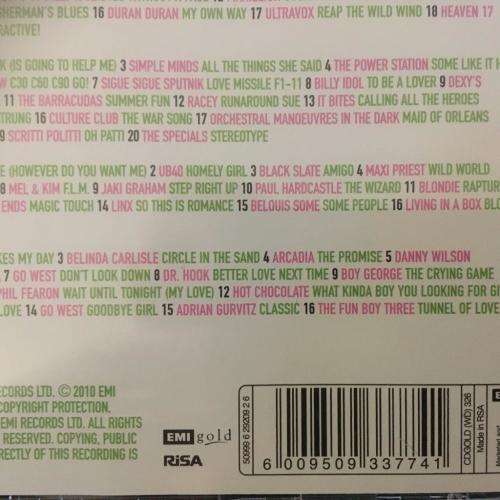 SHERMAN'S BLUES 16 DURAN DURAN MY OWN WAY 17 ULTRAVOX REAP THE WILD WIND 18 HEAVEN 17
RACTIVE!
K (IS GOING TO HELP ME) 3 SIMPLE MINDS ALL THE THINGS SHE SAID 4 THE POWER STATION SOME LIKE IT H
W C30 C60 C90 GO! 7 SIGUE SIGUE SPUTNIK LOVE MISSILE F1-11 8 BILLY IDOL TO BE A LOVER 9 DEXY'S
11 THE BARRACUDAS SUMMER FUN 12 RACEY RUNAROUND SUE 13 IT BITES CALLING ALL THE HEROES
STRUNG 16 CULTURE CLUB THE WAR SONG 17 ORCHESTRAL MANOEUVRES IN THE DARK MAID OF ORLEANS
9 SCRITTI POLITTI OH PATTI 20 THE SPECIALS STEREOTYPE
E (HOWEVER DO YOU WANT ME) 2 UB40 HOMELY GIRL 3 BLACK SLATE AMIGO 4 MAXI PRIEST WILD WORLD
8 MEL & KIM F.L.M. 9 JAKI GRAHAM STEP RIGHT UP 10 PAUL HARDCASTLE THE WIZARD 11 BLONDIE RAPTUR
ENDS MAGIC TOUCH 14 LINX SO THIS IS ROMANCE 15 BELOUIS SOME SOME PEOPLE 16 LIVING IN A BOX BLO
KES MY DAY 3 BELINDA CARLISLE CIRCLE IN THE SAND 4 ARCADIA THE PROMISE 5 DANNY WILSON
7 GO WEST DON'T LOOK DOWN 8 DR. HOOK BETTER LOVE NEXT TIME 9 BOY GEORGE THE CRYING GAME
PHIL FEARON WAIT UNTIL TONIGHT (MY LOVE) 12 HOT CHOCOLATE WHAT KINDA BOY YOU LOOKING FOR GI
LOVE 14 GO WEST GOODBYE GIRL 15 ADRIAN GURVITZ CLASSIC 16 THE FUN BOY THREE TUNNEL OF LOVE
ECORDS LTD. © 2010 EMI
COPYRIGHT PROTECTION.
EMI RECORDS LTD. ALL RIGHTS
RESERVED. COPYING, PUBLIC
RECTLY OF THIS RECORDING IS
EMI gold
RiSA
50999 6 29209 2 6
6 009509 337741
CDGOLD (WD) 326
Made in RSA